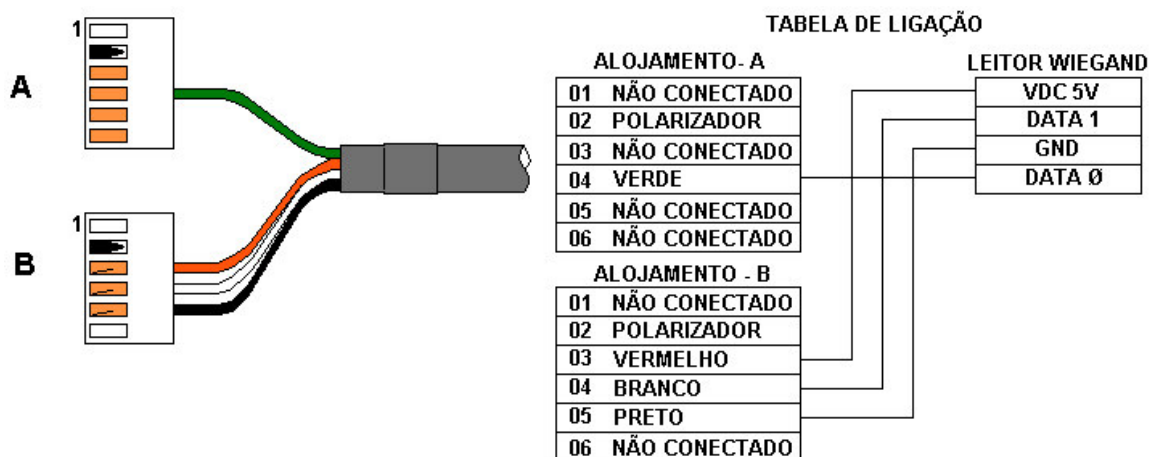 1
A
1
B
TABELA DE LIGAÇÃO
ALOJAMENTO- A
01 NÃO CONECTADO
02 POLARIZADOR
03 NÃO CONECTADO
04 VERDE
05 NÃO CONECTADO
06 NÃO CONECTADO
ALOJAMENTO - B
01 NÃO CONECTADO
02 POLARIZADOR
03 VERMELHO
04 BRANCO
05 PRETO
06 NÃO CONECTADO
LEITOR WIEGAND
VDC 5V
DATA 1
GND
DATA Ø